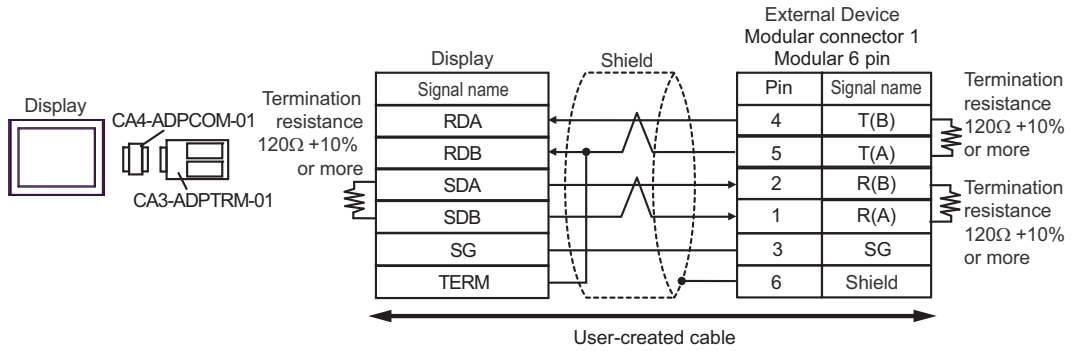 External Device
Modular connector 1
Modular 6 pin
Display
Shield
Display
CA4-ADPCOM-01
CA3-ADPTRM-01
Termination
resistance
120Ω +10%
or more
Signal name
RDA
RDB
SDA
SDB
SG
TERM
Pin Signal name
4 T(B)
5 T(A)
2 R(B)
1 R(A)
3 SG
6 Shield
Termination
resistance
120Ω +10%
or more
Termination
resistance
120Ω +10%
or more
User-created cable